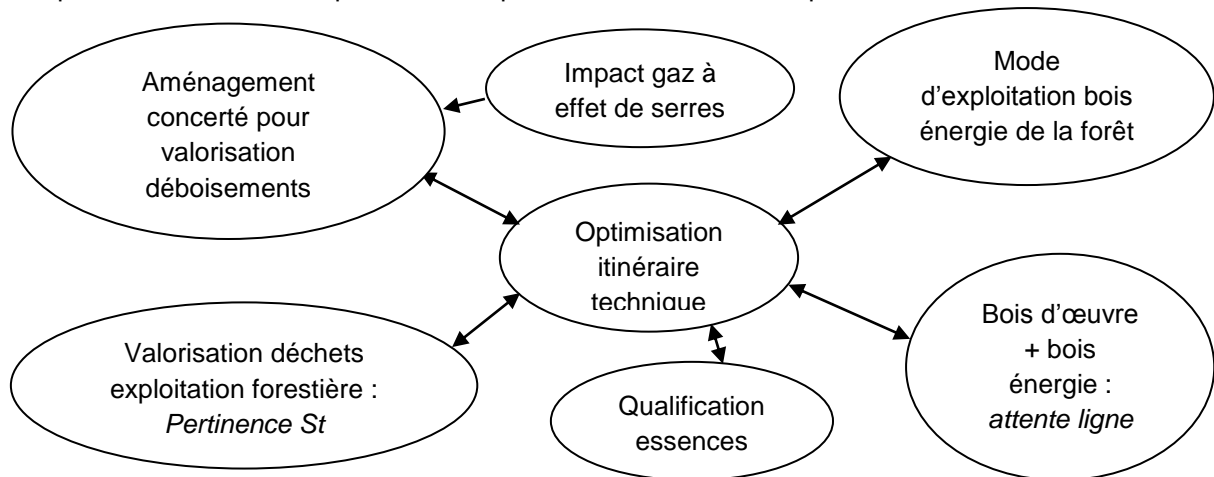 Aménagement
concerté pour
valorisation
déboisements
Impact gaz à
effet de serres
Mode
d'exploitation bois
énergie de la forêt
Optimisation
itinéraire
technique
Valorisation déchets
exploitation forestière :
Pertinence St
Qualification
essences
Bois d'œuvre
+ bois
énergie :
attente ligne